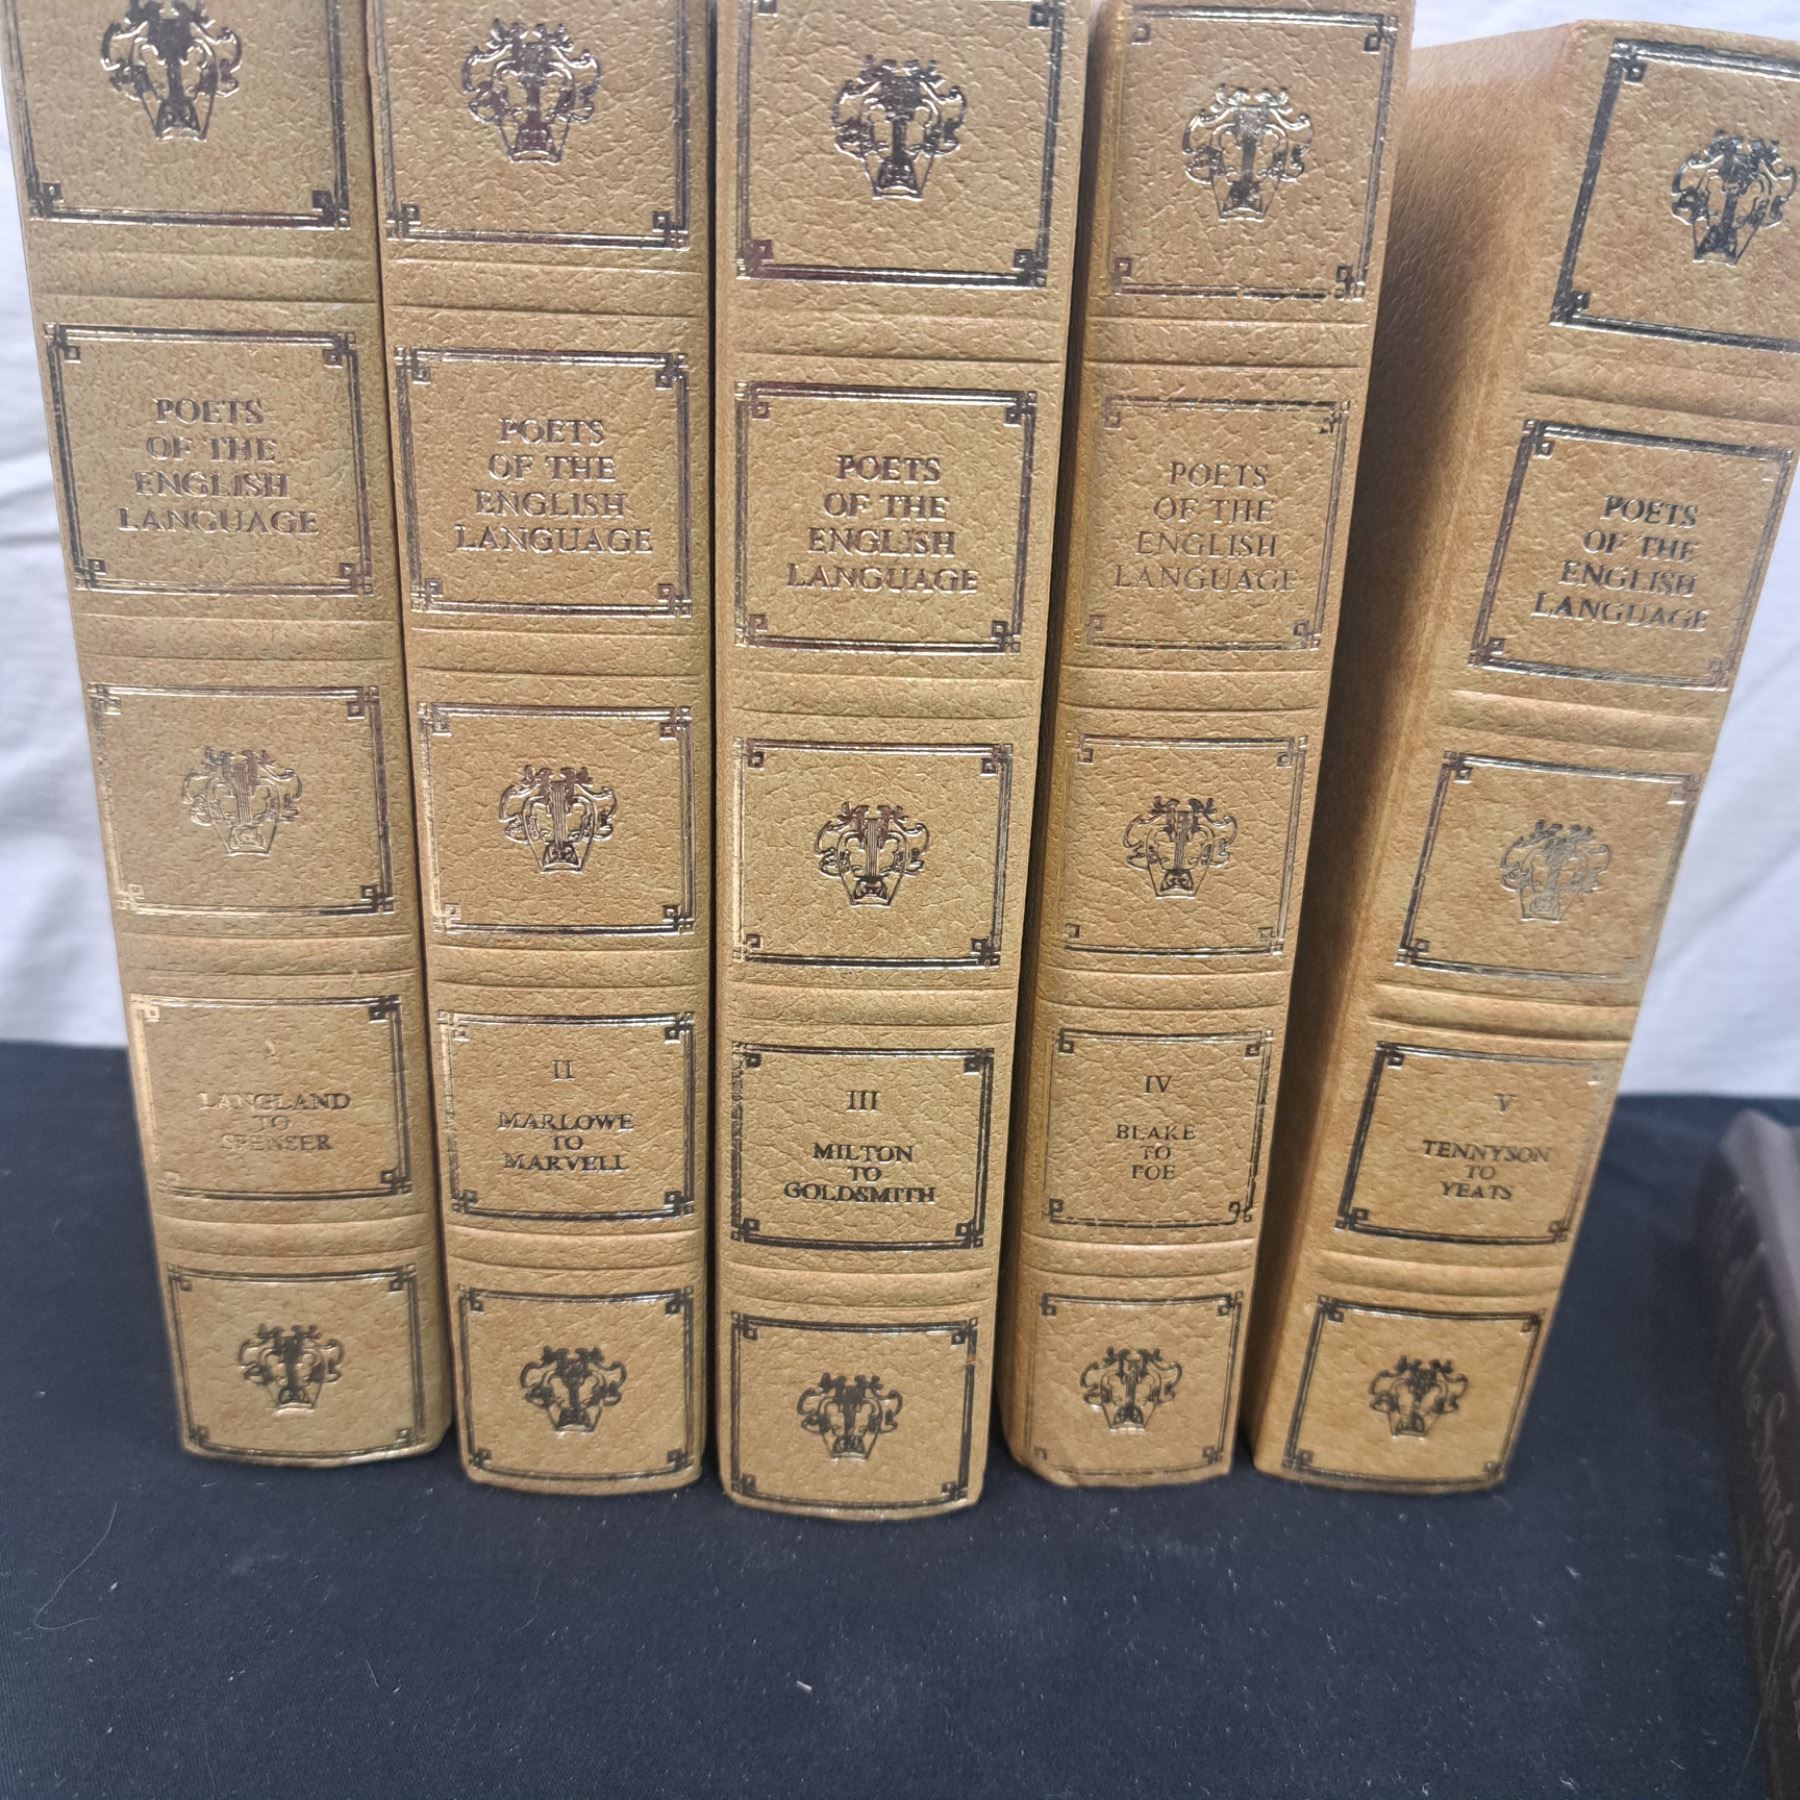 POETS
OF THE
ENGLISH
LANGUAGE
LANGLAND
TO
SPENSER
POETS
OF THE
ENGLISH
LANGUAGE
II
MARLOWE
TO
MARVELL
POETS
OF THE
ENGLISH
LANGUAGE
III
MILTON
TO
GOLDSMITH
POETS
OF THE
ENGLISH
LANGUAGE
IV
BLAKE
TO
POE
POETS
OF THE
ENGLISH
LANGUAGE
V
TENNYSON
TO
YEATS